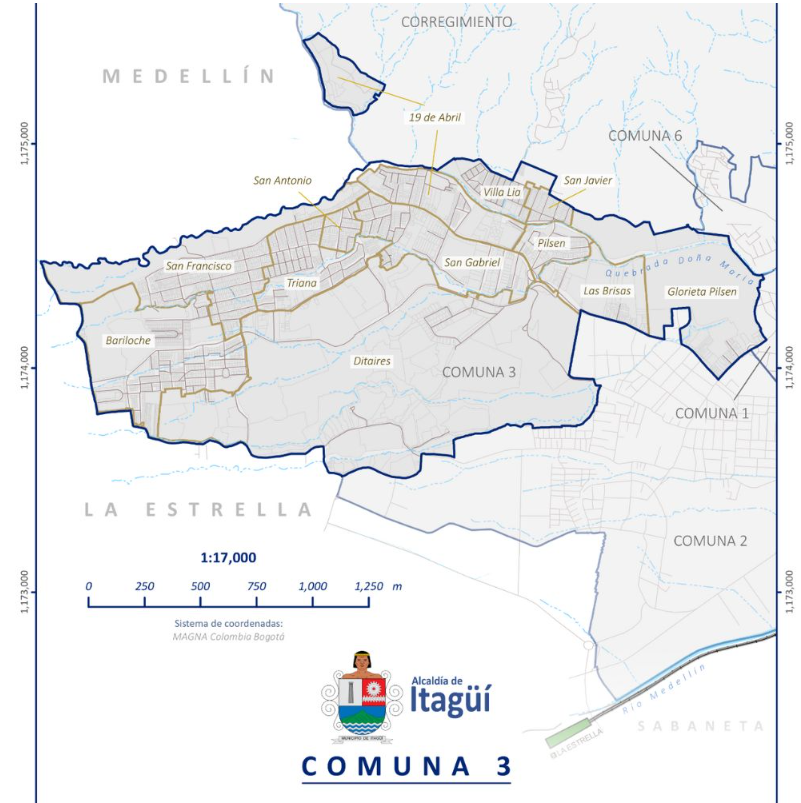 CORREGIMIENTO
MEDELLÍN
19 de Abril
1,175,000
1,175,000
COMUNA 6
San Antonio
Villa Lia
San Javier
Pilsen
San Francisco
San Gabriel
Quebrada Doña María
Triana
Las Brisas
Glorieta Pilsen
Barilache
Ditaires
COMUNA 3
1,174,000
1,174,000
COMUNA 1
LA ESTRELLA
COMUNA 2
1:17,000
0 250 500 750 1,000 1,250 m
1,173,000
1,173,000
Sistema de coordenadas:
MAGNA Colombia Bogotá
Alcaldía de
Itagüí
MUNICIPIO DE ITAGÜÍ
Río Medellín
SABANETA
LA ESTRELLA
COMUNA 3